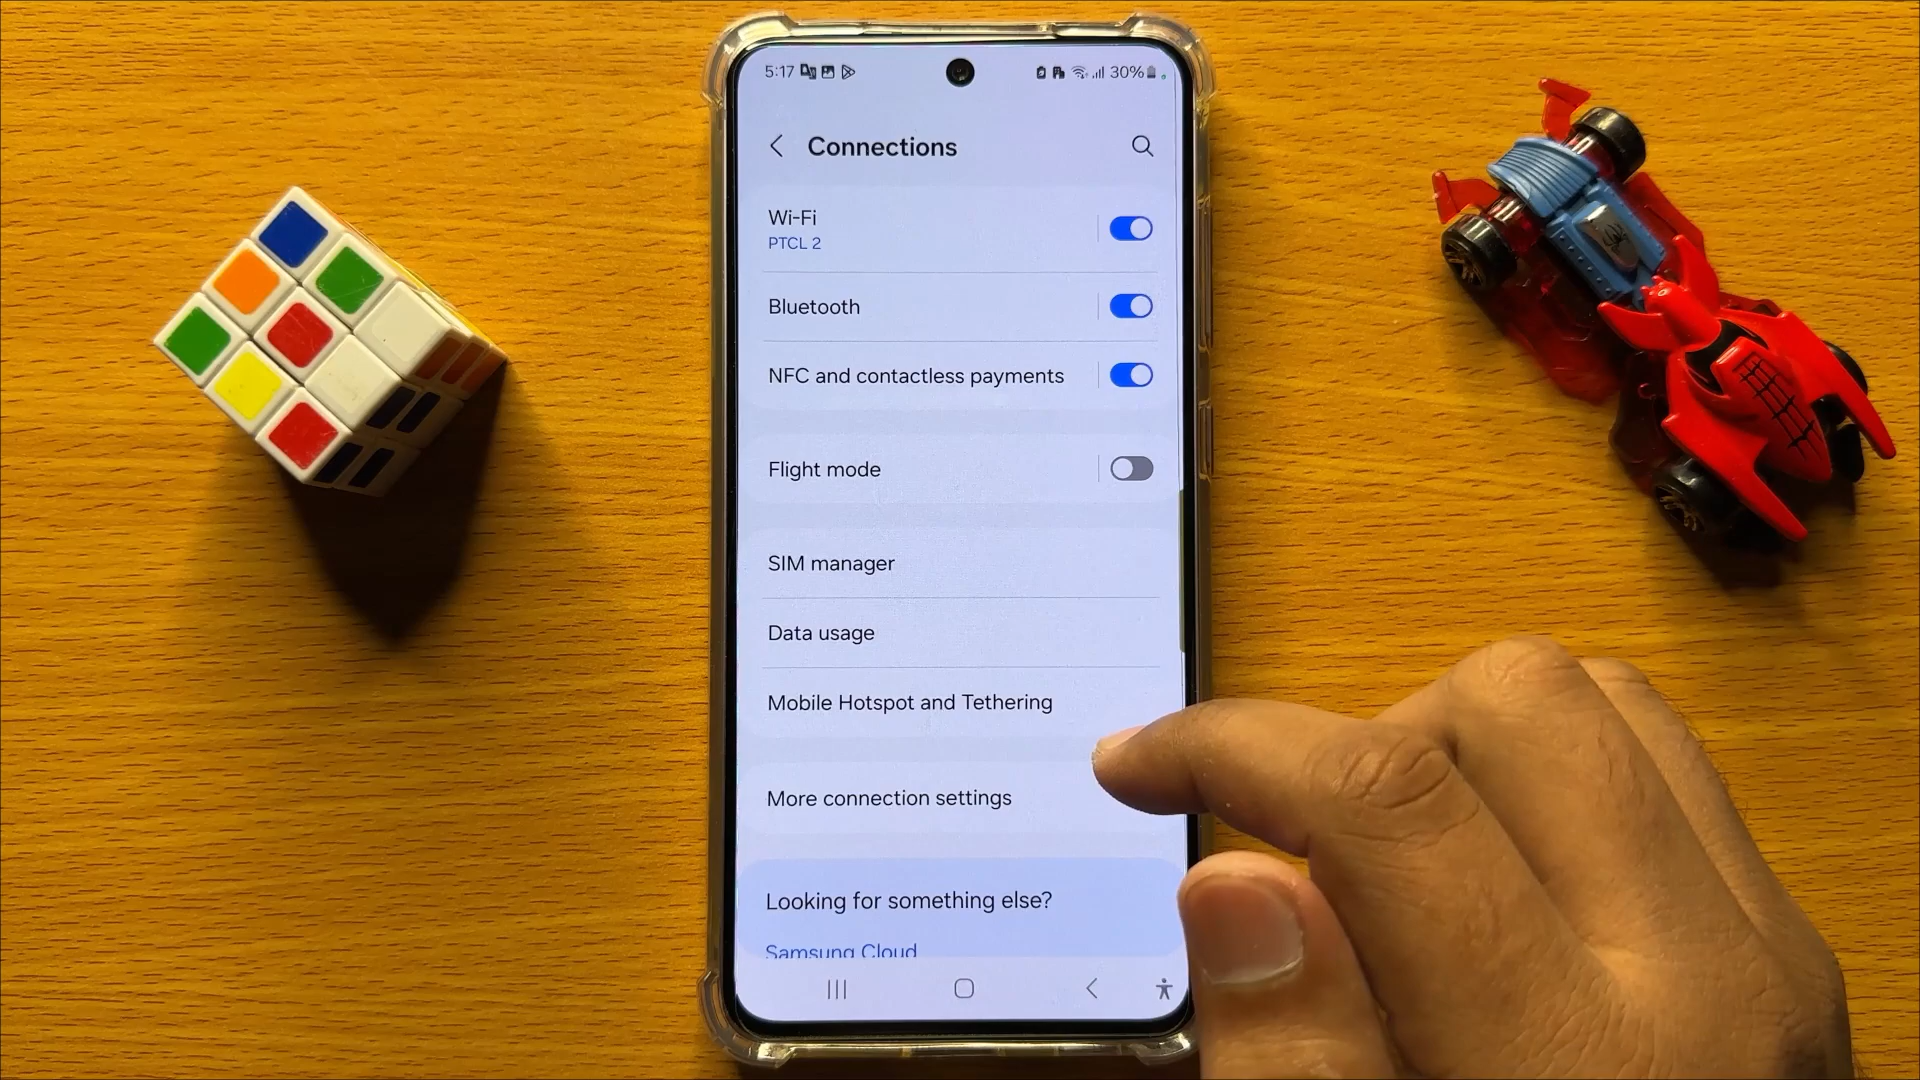 5:17 30%
Connections
Wi-Fi
PTCL 2
Bluetooth
NFC and contactless payments
Flight mode
SIM manager
Data usage
Mobile Hotspot and Tethering
More connection settings
Looking for something else?
Samsung Cloud